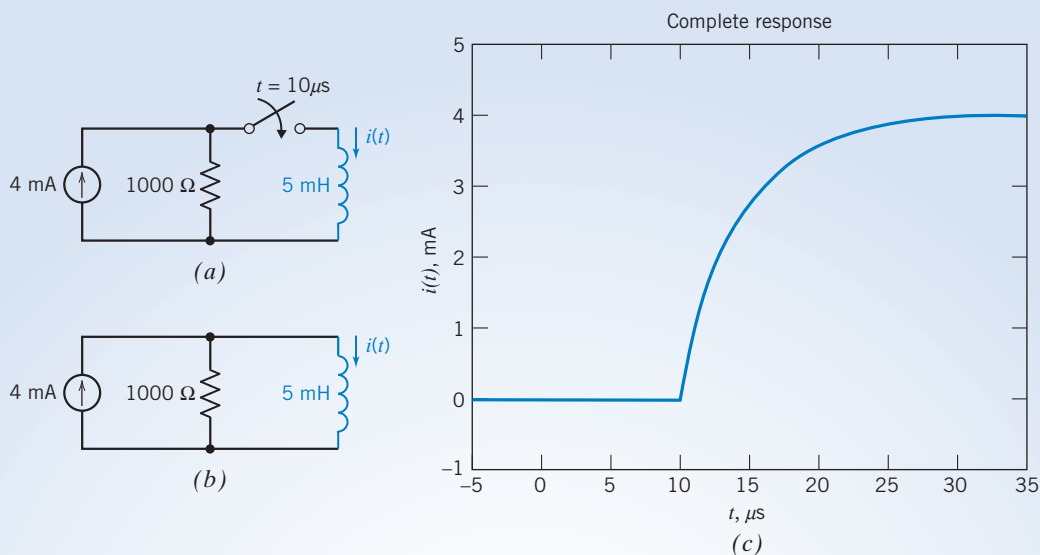 t = 10μs
i(t)
4 mA
1000 Ω
5 mH
(a)
i(t)
4 mA
1000 Ω
5 mH
(b)
Complete response
5
4
3
2
1
0
−1
i(t), mA
−5 0 5 10 15 20 25 30 35
t, μs
(c)